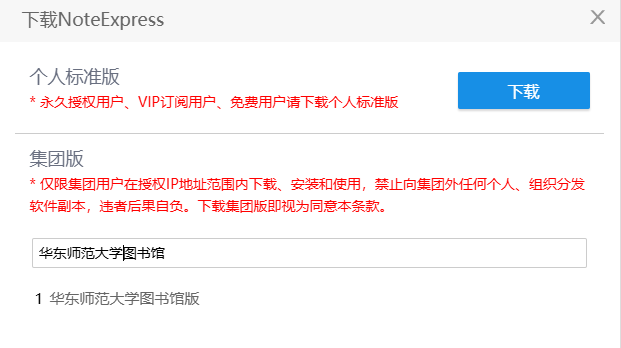 下载NoteExpress
个人标准版
* 永久授权用户、VIP订阅用户、免费用户请下载个人标准版
下载
集团版
* 仅限集团用户在授权IP地址范围内下载、安装和使用，禁止向集团外任何个人、组织分发
软件副本，违者后果自负。下载集团版即视为同意本条款。
华东师范大学图书馆
1 华东师范大学图书馆版